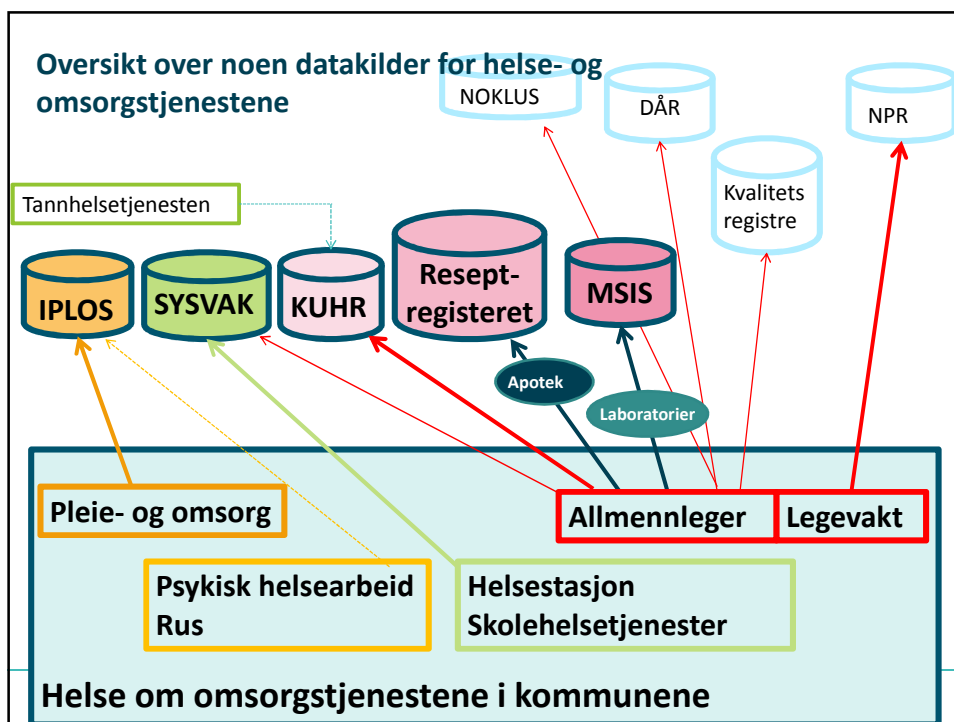 Oversikt over noen datakilder for helse- og
omsorgstjenestene
NOKLUS
DÅR
NPR
Kvalitets
registre
Tannhelsetjenesten
IPLOS
SYSVAK
KUHR
Resept-
registeret
MSIS
Apotek
Laboratorier
Pleie- og omsorg
Allmennleger
Legevakt
Psykisk helsearbeid
Rus
Helsestasjon
Skolehelsetjenester
Helse om omsorgstjenestene i kommunene